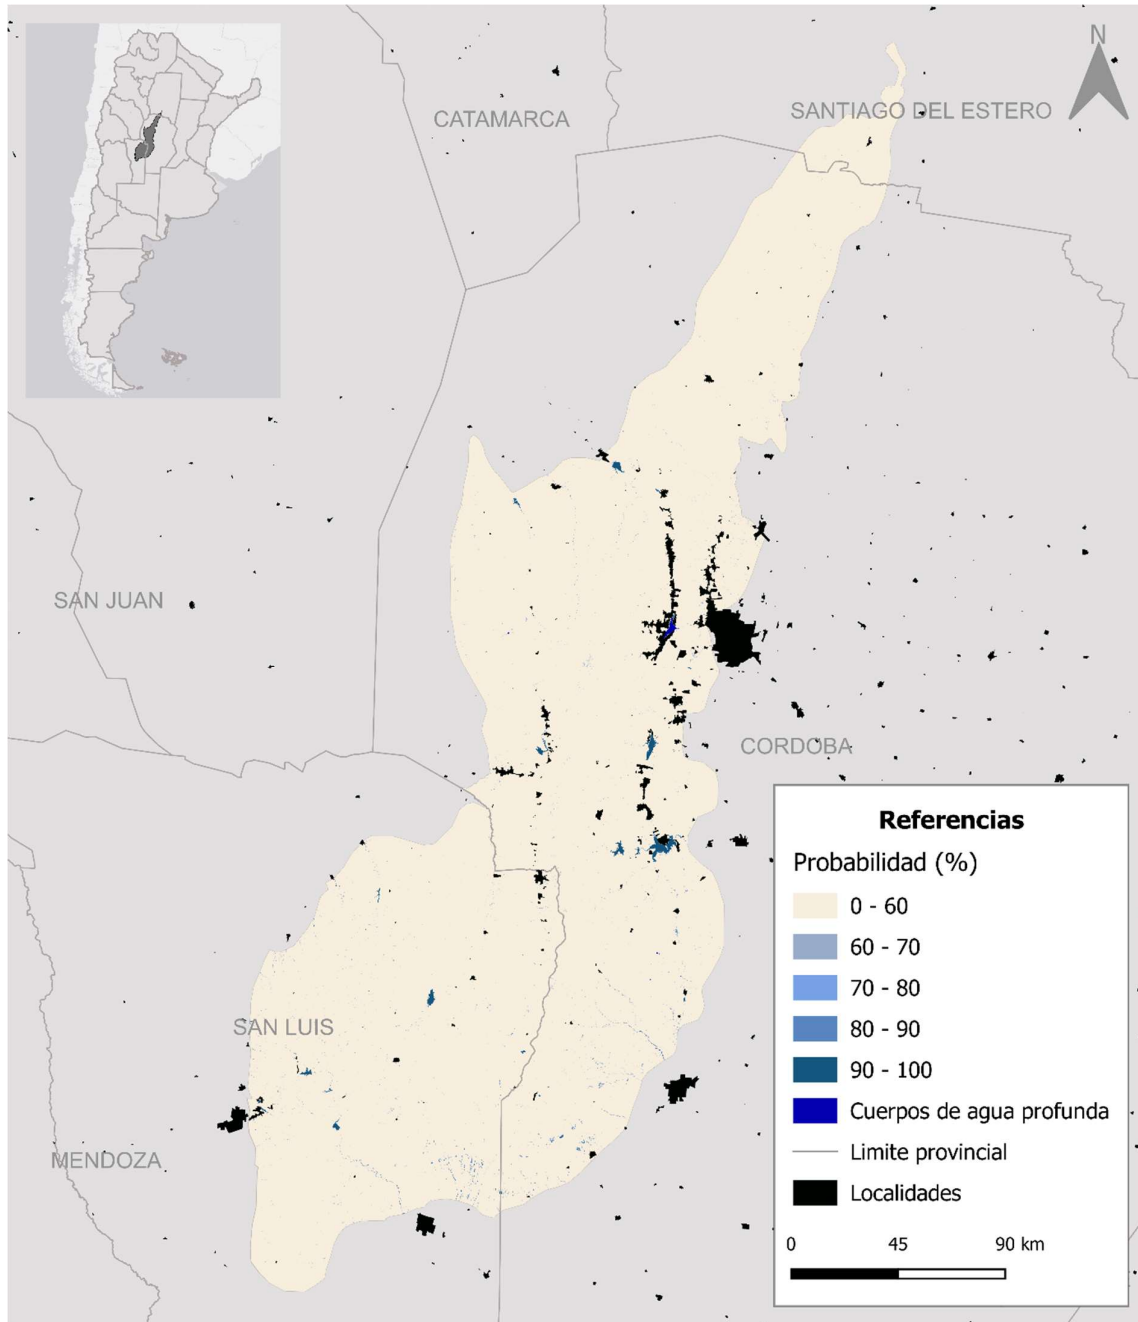 N
CATAMARCA
SANTIAGO DEL ESTERO
SAN JUAN
CORDOBA
SAN LUIS
MENDOZA
Referencias
Probabilidad (%)
0 - 60
60 - 70
70 - 80
80 - 90
90 - 100
Cuerpos de agua profunda
Limite provincial
Localidades
0 45 90 km